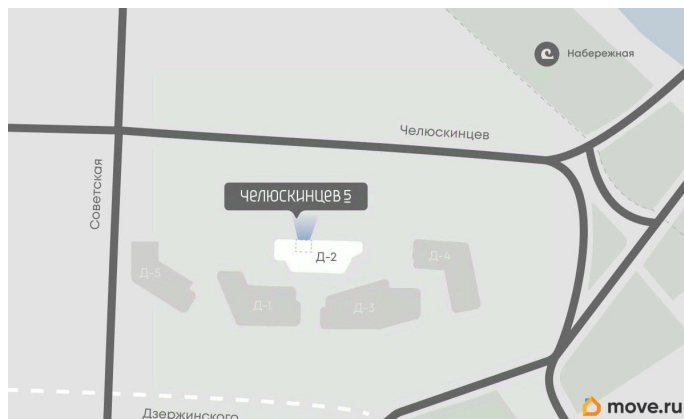 Набережная
Челюскинцев
Советская
Челюскинцев 5
Д-2
Д-4
Д-5
Д-1
Д-3
Дзержинского
move.ru